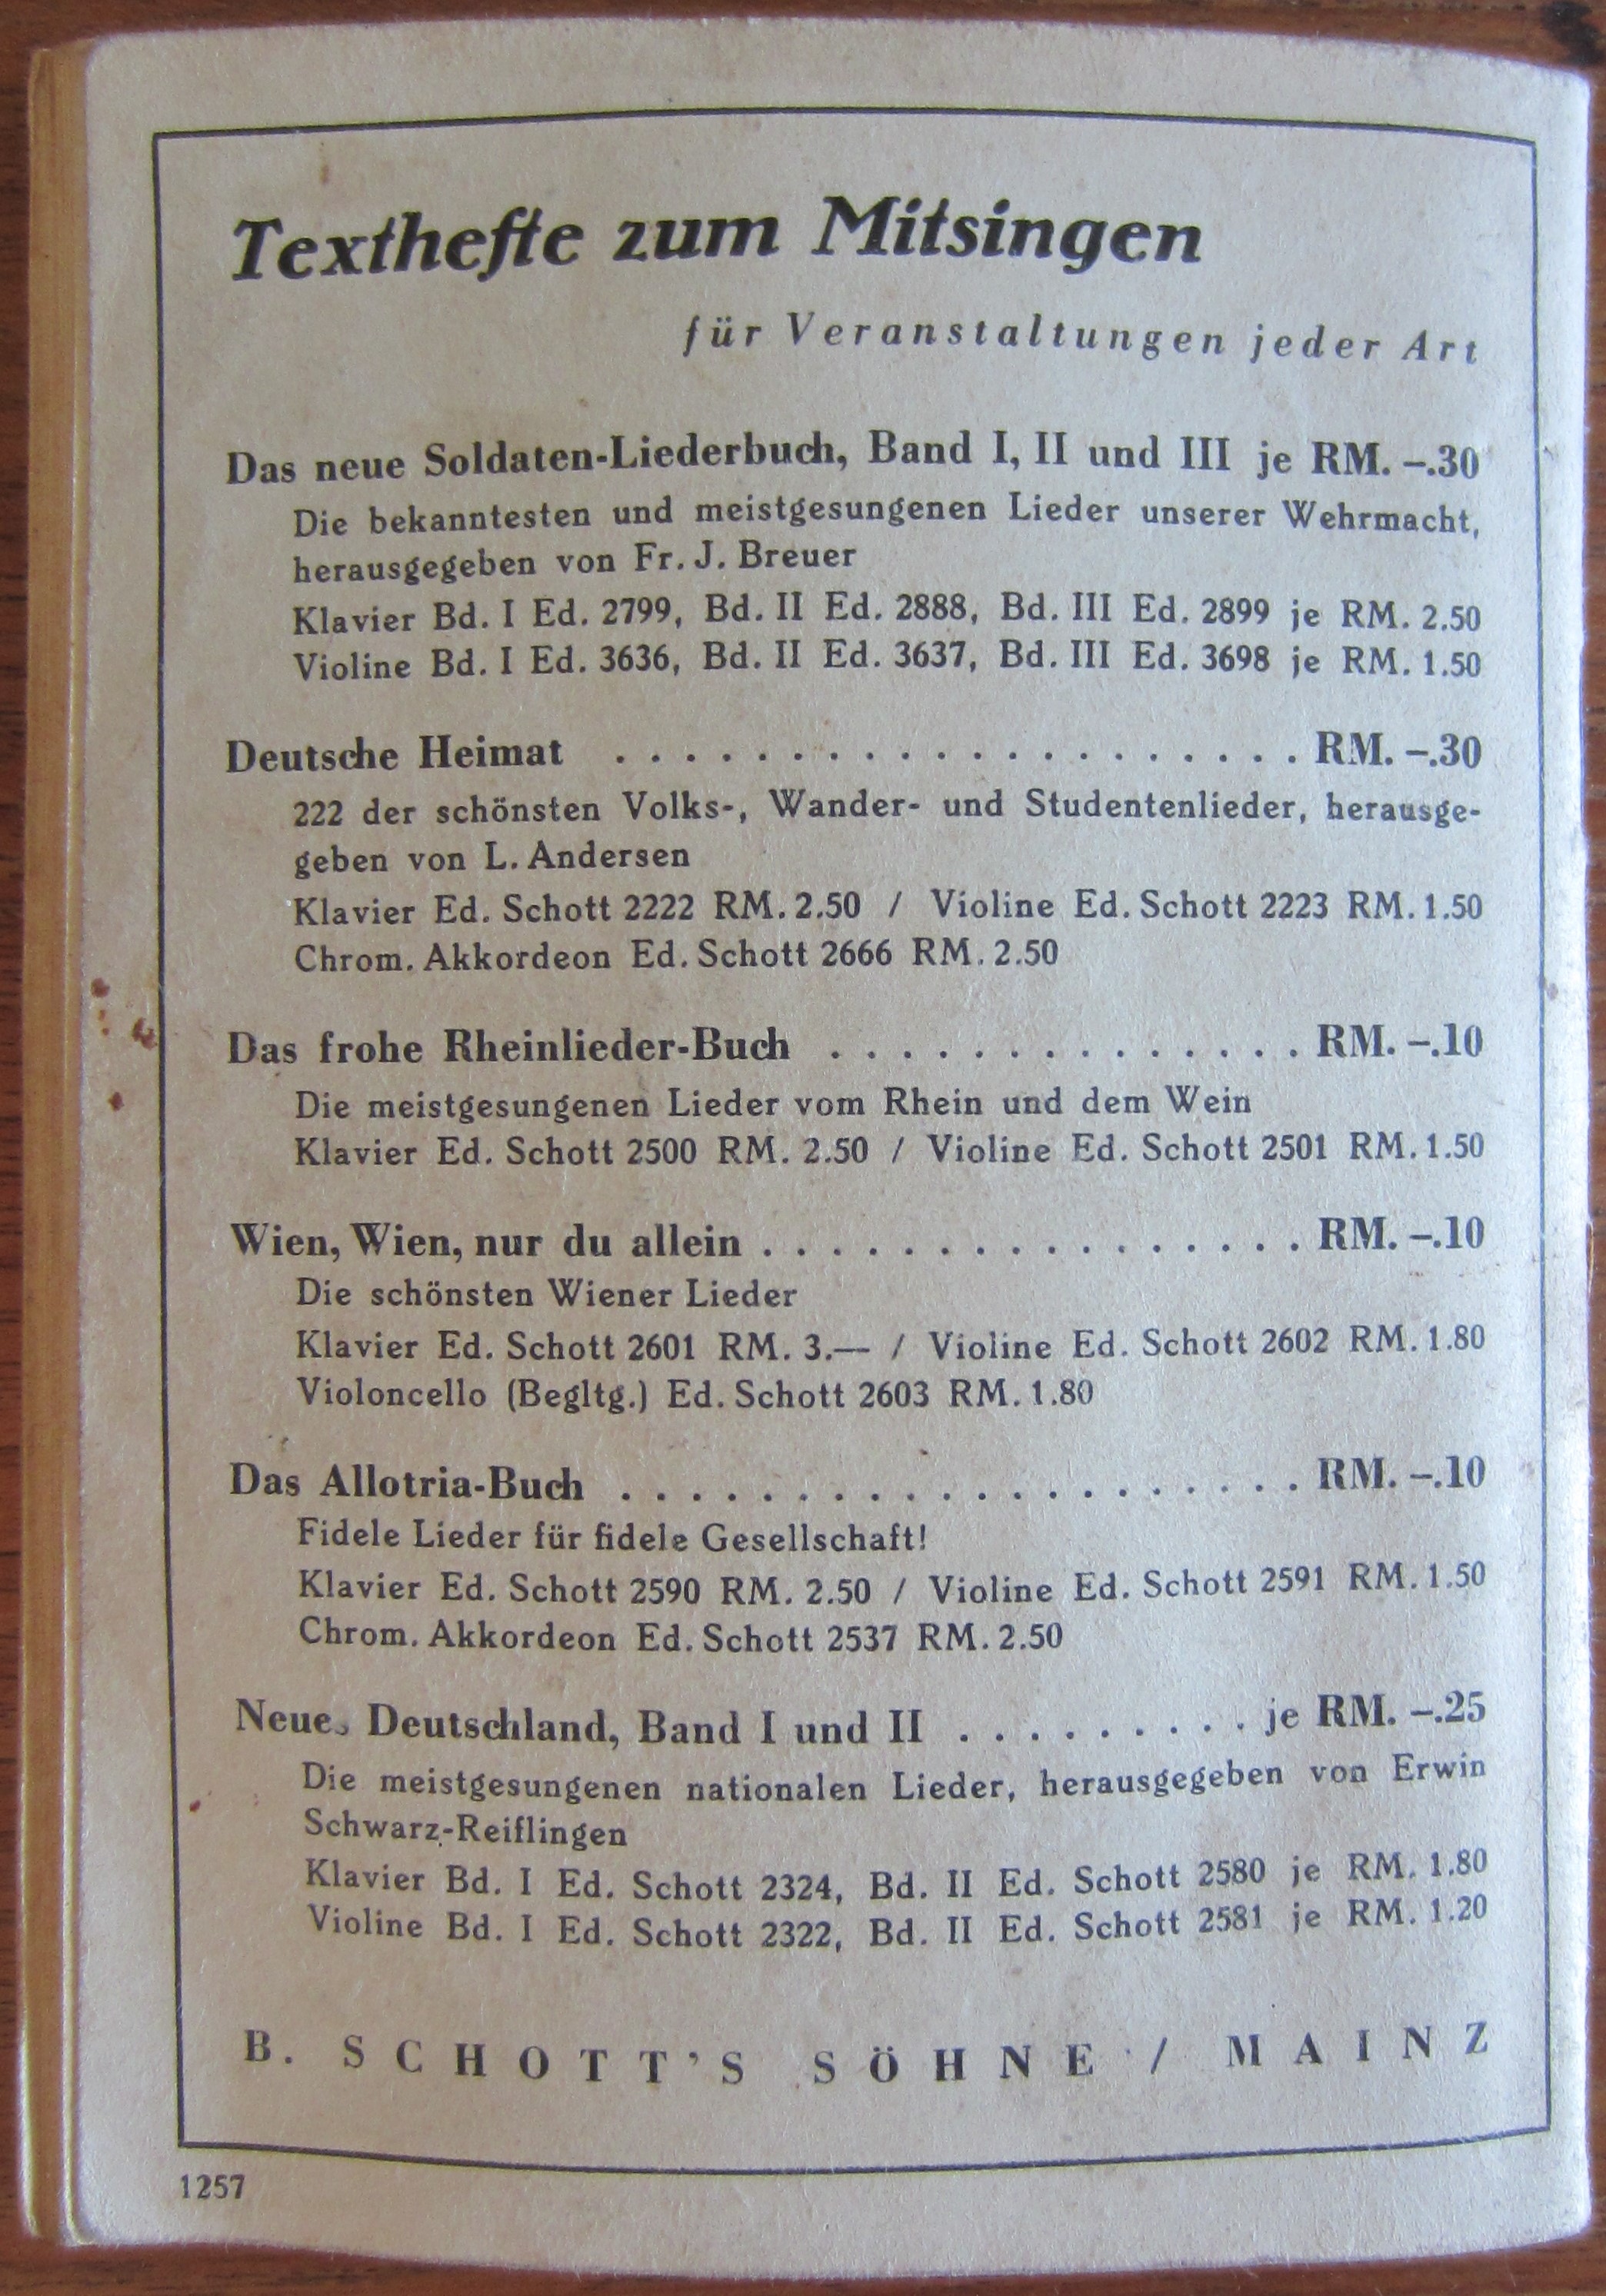 Texthefte zum Mitsingen
für Veranstaltungen jeder Art
Das neue Soldaten-Liederbuch, Band I, II und III je RM. –.30
Die bekanntesten und meistgesungenen Lieder unserer Wehrmacht,
herausgegeben von Fr. J. Breuer
Klavier Bd. I Ed. 2799, Bd. II Ed. 2888, Bd. III Ed. 2899 je RM. 2.50
Violine Bd. I Ed. 3636, Bd. II Ed. 3637, Bd. III Ed. 3698 je RM. 1.50
Deutsche Heimat . . . . . . . . . . . . . . . . . . . . RM. –.30
222 der schönsten Volks-, Wander- und Studentenlieder, herausge-
geben von L. Andersen
Klavier Ed. Schott 2222 RM. 2.50 / Violine Ed. Schott 2223 RM. 1.50
Chrom. Akkordeon Ed. Schott 2666 RM. 2.50
Das frohe Rheinlieder-Buch . . . . . . . . . . . . . . RM. –.10
Die meistgesungenen Lieder vom Rhein und dem Wein
Klavier Ed. Schott 2500 RM. 2.50 / Violine Ed. Schott 2501 RM. 1.50
Wien, Wien, nur du allein . . . . . . . . . . . . . . . . RM. –.10
Die schönsten Wiener Lieder
Klavier Ed. Schott 2601 RM. 3.— / Violine Ed. Schott 2602 RM. 1.80
Violoncello (Begltg.) Ed. Schott 2603 RM. 1.80
Das Allotria-Buch . . . . . . . . . . . . . . . . . . . . RM. –.10
Fidele Lieder für fidele Gesellschaft!
Klavier Ed. Schott 2590 RM. 2.50 / Violine Ed. Schott 2591 RM. 1.50
Chrom. Akkordeon Ed. Schott 2537 RM. 2.50
Neues Deutschland, Band I und II . . . . . . . . . je RM. –.25
Die meistgesungenen nationalen Lieder, herausgegeben von Erwin
Schwarz-Reiflingen
Klavier Bd. I Ed. Schott 2324, Bd. II Ed. Schott 2580 je RM. 1.80
Violine Bd. I Ed. Schott 2322, Bd. II Ed. Schott 2581 je RM. 1.20
B. SCHOTT'S SÖHNE / MAINZ
1257